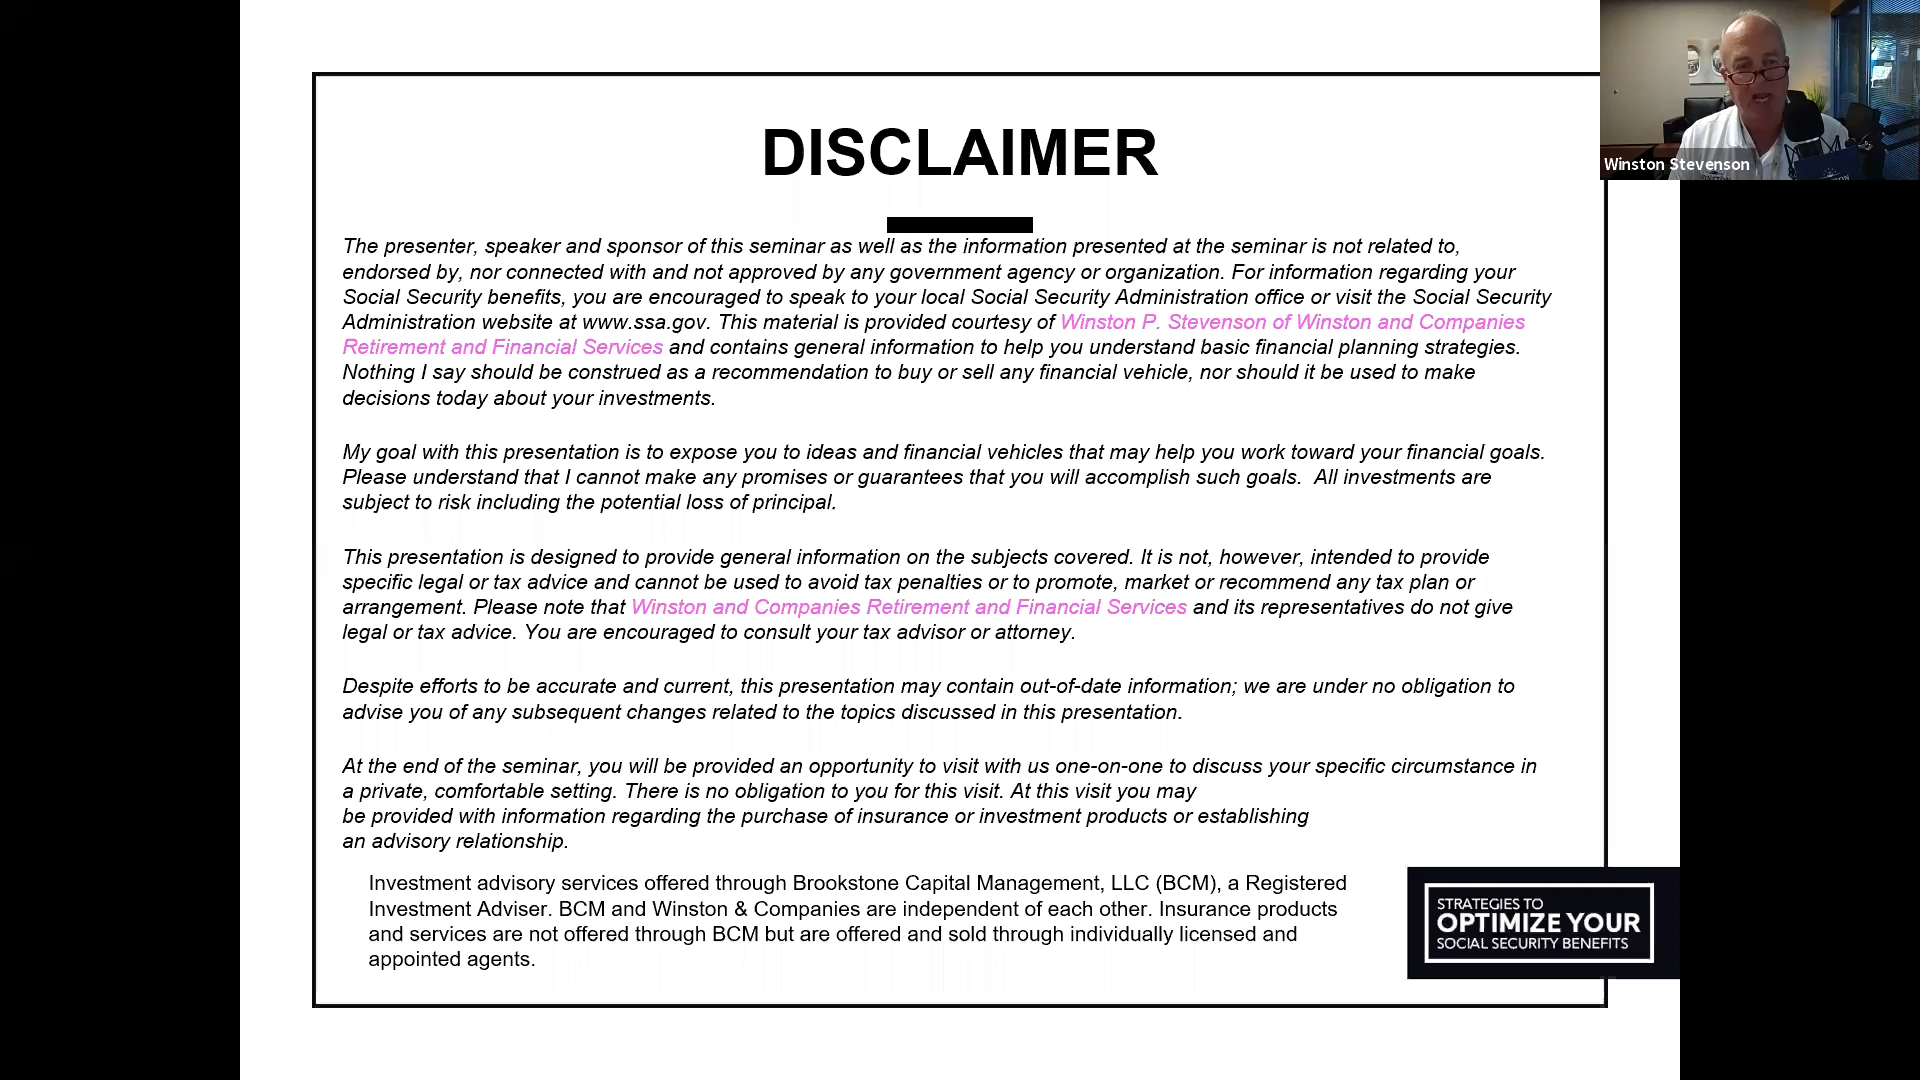 DISCLAIMER
Winston Stevenson
The presenter, speaker and sponsor of this seminar as well as the information presented at the seminar is not related to,
endorsed by, nor connected with and not approved by any government agency or organization. For information regarding your
Social Security benefits, you are encouraged to speak to your local Social Security Administration office or visit the Social Security
Administration website at www.ssa.gov. This material is provided courtesy of Winston P. Stevenson of Winston and Companies
Retirement and Financial Services and contains general information to help you understand basic financial planning strategies.
Nothing I say should be construed as a recommendation to buy or sell any financial vehicle, nor should it be used to make
decisions today about your investments.
My goal with this presentation is to expose you to ideas and financial vehicles that may help you work toward your financial goals.
Please understand that I cannot make any promises or guarantees that you will accomplish such goals.  All investments are
subject to risk including the potential loss of principal.
This presentation is designed to provide general information on the subjects covered. It is not, however, intended to provide
specific legal or tax advice and cannot be used to avoid tax penalties or to promote, market or recommend any tax plan or
arrangement. Please note that Winston and Companies Retirement and Financial Services and its representatives do not give
legal or tax advice. You are encouraged to consult your tax advisor or attorney.
Despite efforts to be accurate and current, this presentation may contain out-of-date information; we are under no obligation to
advise you of any subsequent changes related to the topics discussed in this presentation.
At the end of the seminar, you will be provided an opportunity to visit with us one-on-one to discuss your specific circumstance in
a private, comfortable setting. There is no obligation to you for this visit. At this visit you may
be provided with information regarding the purchase of insurance or investment products or establishing
an advisory relationship.
Investment advisory services offered through Brookstone Capital Management, LLC (BCM), a Registered
Investment Adviser. BCM and Winston & Companies are independent of each other. Insurance products
and services are not offered through BCM but are offered and sold through individually licensed and
appointed agents.
STRATEGIES TO
OPTIMIZE YOUR
SOCIAL SECURITY BENEFITS